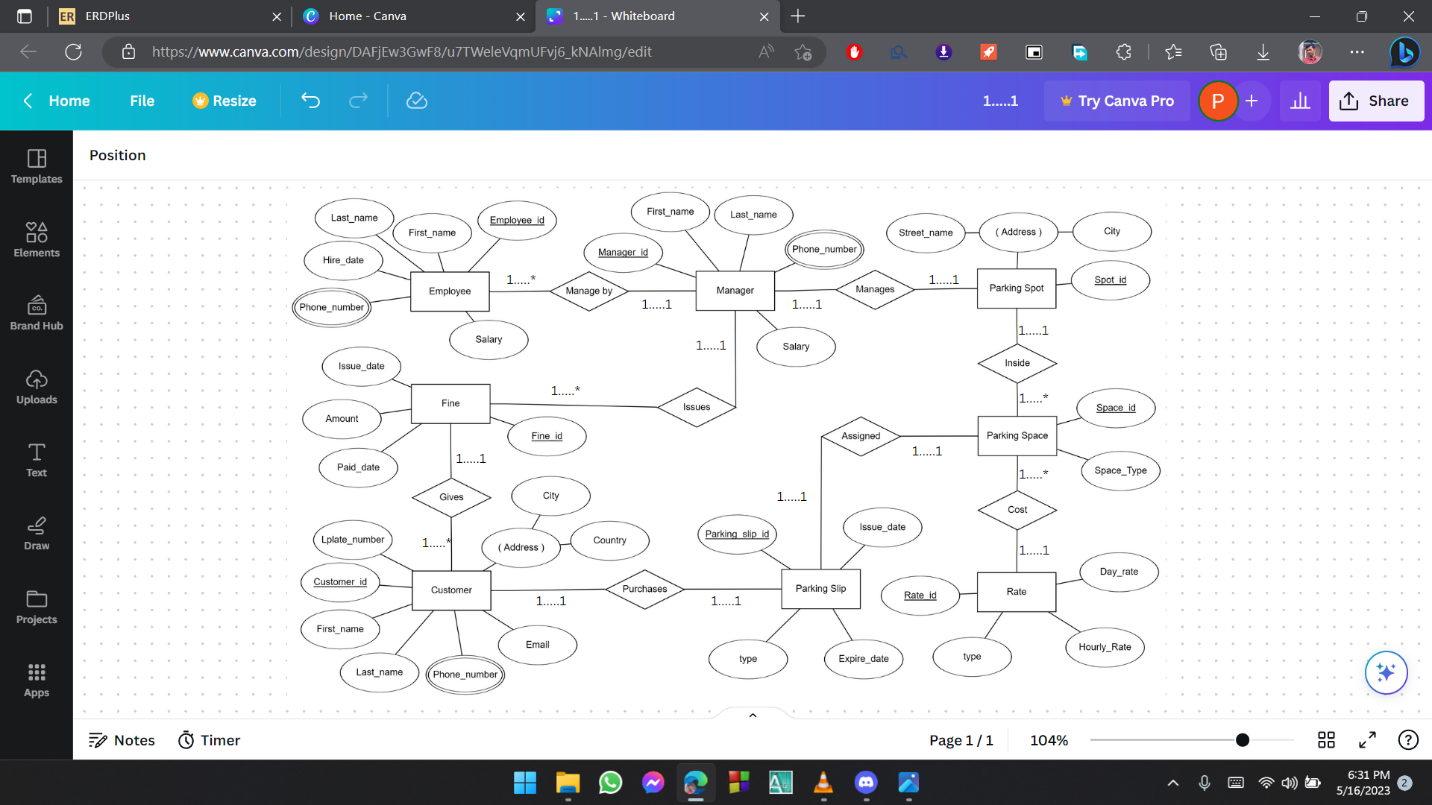 ERDPlus
Home - Canva
1.....1 - Whiteboard
https://www.canva.com/design/DAFjEw3GwF8/u7TWeleVqmUFvj6_kNAlmg/edit
Home
File
Resize
1.....1
Try Canva Pro
P
Share
Templates
Elements
Brand Hub
Uploads
Text
Draw
Projects
Apps
Position
Last_name
First_name
Employee_id
Hire_date
Phone_number
Employee
Salary
1.....*
Manage by
1.....1
First_name
Last_name
Manager_id
Phone_number
Manager
Salary
1.....1
Manages
1.....1
Street_name
( Address )
City
Parking Spot
Spot_id
1.....1
Inside
1.....*
Issue_date
Fine
Amount
Paid_date
Fine_id
1.....*
Issues
1.....1
Assigned
1.....1
1.....1
Parking Space
Space_id
Space_Type
1.....*
Cost
1.....1
1.....1
Gives
1.....*
City
( Address )
Country
Lplate_number
Customer_id
Customer
First_name
Last_name
Phone_number
Email
1.....1
Purchases
1.....1
Parking_slip_id
Issue_date
Parking Slip
type
Expire_date
Rate_id
Rate
Day_rate
type
Hourly_Rate
Notes
Timer
Page 1 / 1
104%
6:31 PM
5/16/2023
2